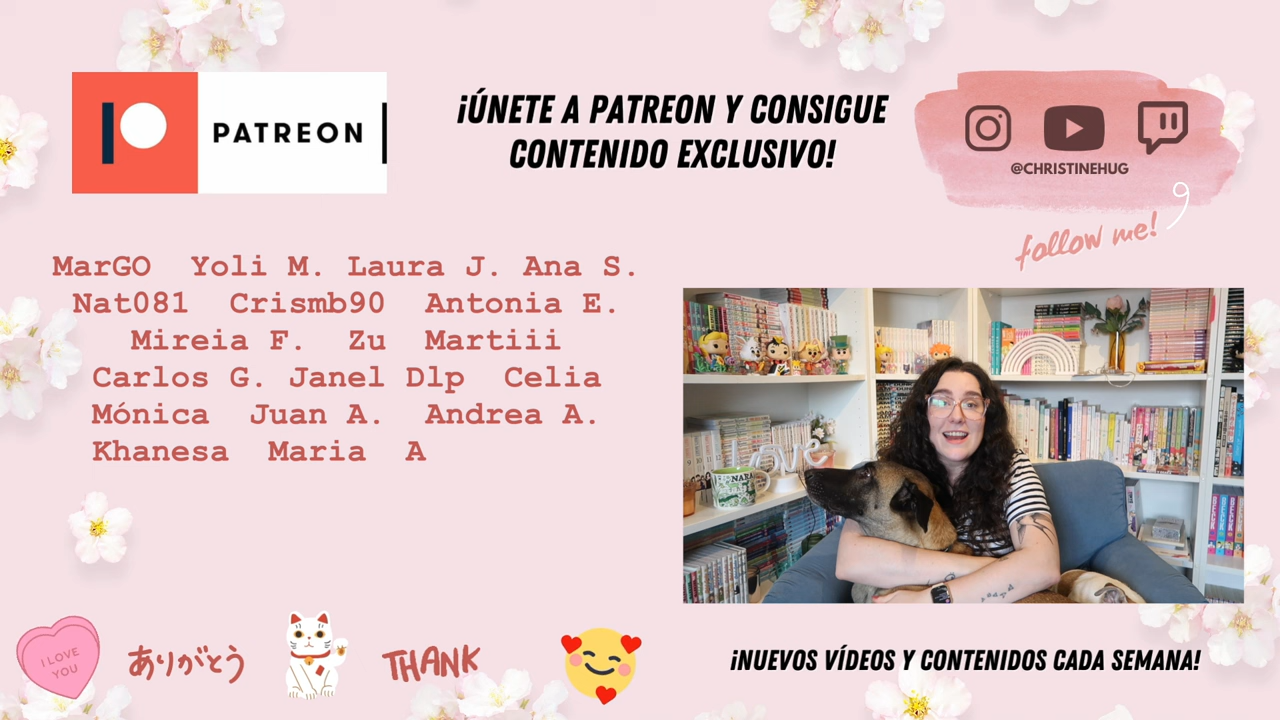 PATREON
¡ÚNETE A PATREON Y CONSIGUE
CONTENIDO EXCLUSIVO!
@CHRISTINEHUG
follow me!
MarGO Yoli M. Laura J. Ana S.
Nat081 Crismb90 Antonia E.
Mireia F. Zu Martiii
Carlos G. Janel Dlp Celia
Mónica Juan A. Andrea A.
Khanesa Maria A
Love
NARA
I LOVE
YOU
ありがとう
THANK
¡NUEVOS VÍDEOS Y CONTENIDOS CADA SEMANA!